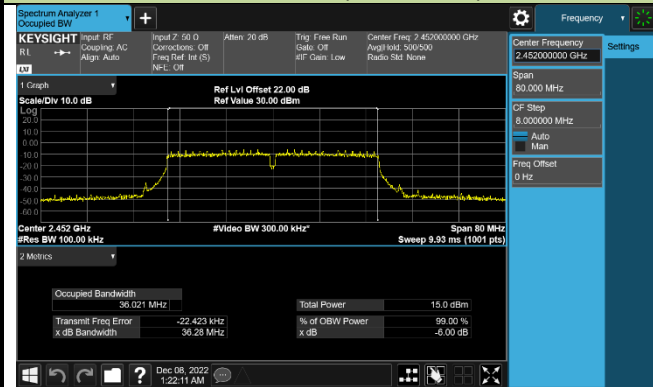 Spectrum Analyzer 1
Occupied BW
Frequency
KEYSIGHT
RL
LXI
Input: RF
Coupling: AC
Align: Auto
Input Z: 50 Ω
Corrections: Off
Freq Ref: Int (S)
NFE: Off
Atten: 20 dB
Trig: Free Run
Gate: Off
#IF Gain: Low
Center Freq: 2.452000000 GHz
Avg|Hold: 500/500
Radio Std: None
Center Frequency
2.452000000 GHz
Settings
Span
80.000 MHz
CF Step
8.000000 MHz
Auto
Man
Freq Offset
0 Hz
1 Graph
Scale/Div 10.0 dB
Ref Lvl Offset 22.00 dB
Ref Value 30.00 dBm
Log
20.0
10.0
0.00
-10.0
-20.0
-30.0
-40.0
-50.0
-60.0
Center 2.452 GHz
#Video BW 300.00 kHz*
Span 80 MHz
#Res BW 100.00 kHz
Sweep 9.93 ms (1001 pts)
2 Metrics
Occupied Bandwidth
36.021 MHz
Total Power 15.0 dBm
Transmit Freq Error -22.423 kHz
% of OBW Power 99.00 %
x dB Bandwidth 36.28 MHz
x dB -6.00 dB
Dec 08, 2022
1:22:11 AM